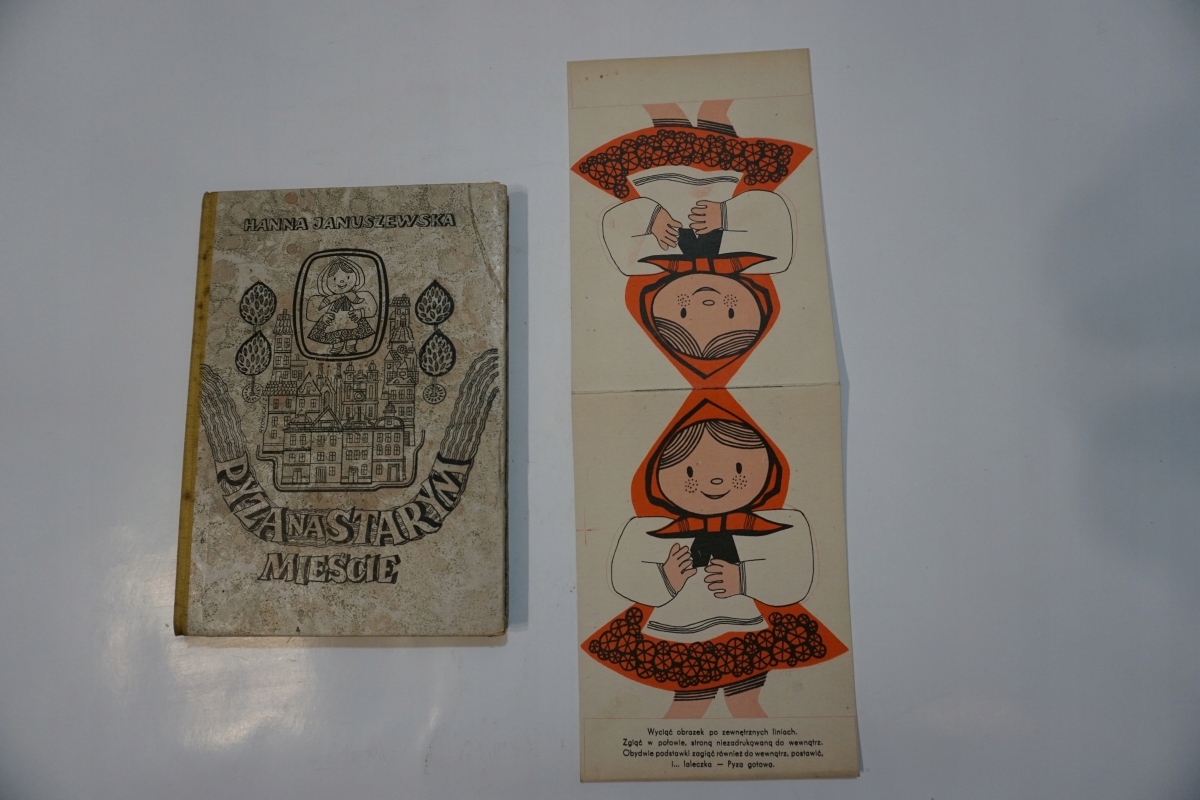 HANNA JANUSZEWSKA
PYZA NA STARYM
MIEŚCIE
Wyciąć obrazek po zewnętrznych liniach.
Zgiąć w połowie, stroną niezadrukowaną do wewnątrz.
Obydwie podstawki zagiąć również do wewnątrz, postawić,
i... laleczka — Pyza gotowa.